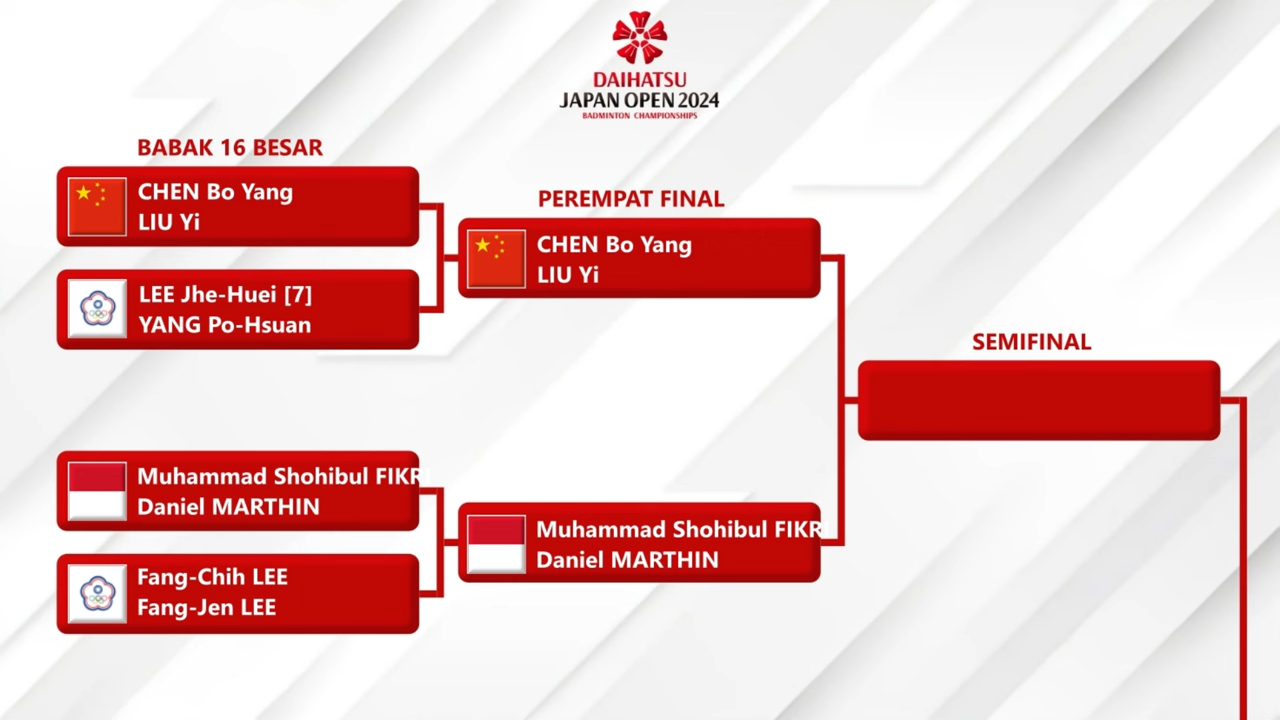 DAIHATSU
JAPAN OPEN 2024
BADMINTON CHAMPIONSHIPS
BABAK 16 BESAR
CHEN Bo Yang
LIU Yi
LEE Jhe-Huei [7]
YANG Po-Hsuan
Muhammad Shohibul FIKR
Daniel MARTHIN
Fang-Chih LEE
Fang-Jen LEE
PEREMPAT FINAL
CHEN Bo Yang
LIU Yi
Muhammad Shohibul FIKRI
Daniel MARTHIN
SEMIFINAL